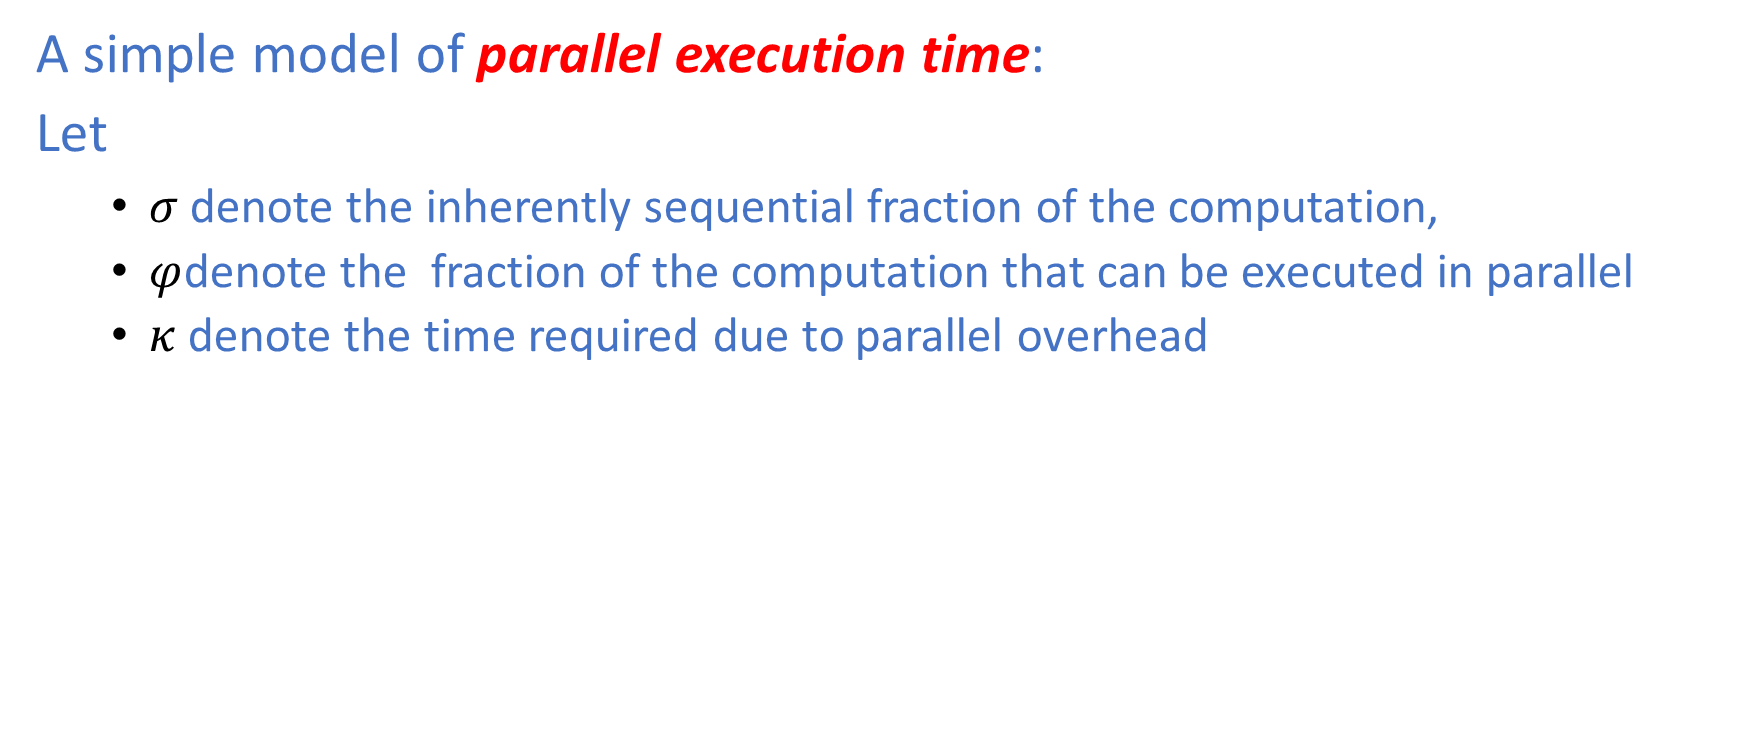 A simple model of parallel execution time:
Let
• σ denote the inherently sequential fraction of the computation,
• φdenote the  fraction of the computation that can be executed in parallel
• κ denote the time required due to parallel overhead